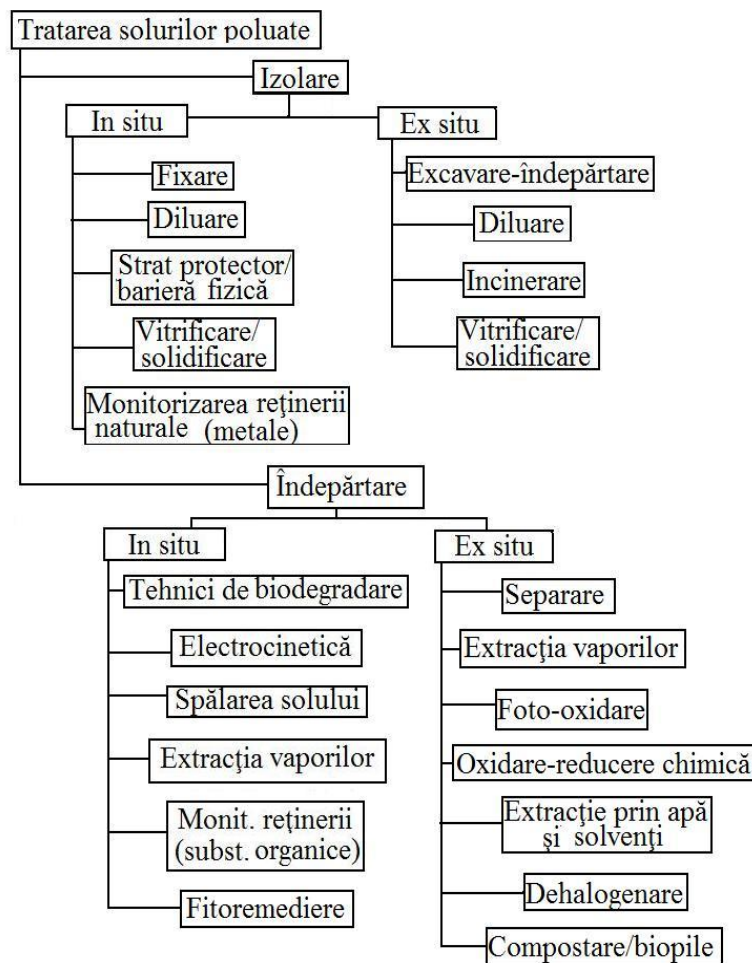 Tratarea solurilor poluate
Izolare
In situ
Fixare
Diluare
Strat protector/
barieră fizică
Vitrificare/
solidificare
Monitorizarea reţinerii
naturale (metale)
Ex situ
Excavare-îndepărtare
Diluare
Incinerare
Vitrificare/
solidificare
Îndepărtare
In situ
Tehnici de biodegradare
Electrocinetică
Spălarea solului
Extracţia vaporilor
Monit. reţinerii
(subst. organice)
Fitoremediere
Ex situ
Separare
Extracţia vaporilor
Foto-oxidare
Oxidare-reducere chimică
Extracţie prin apă
şi solvenţi
Dehalogenare
Compostare/biopile